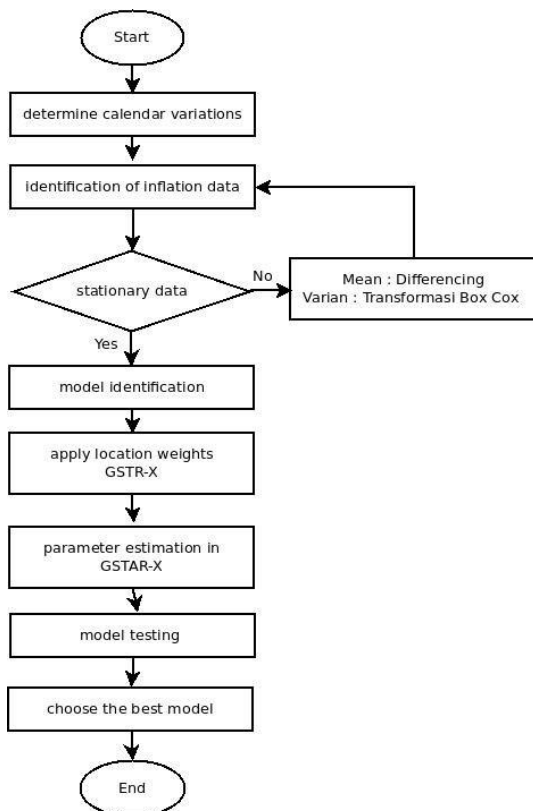 Start
determine calendar variations
identification of inflation data
stationary data
No
Mean : Differencing
Varian : Transformasi Box Cox
Yes
model identification
apply location weights
GSTR-X
parameter estimation in
GSTAR-X
model testing
choose the best model
End